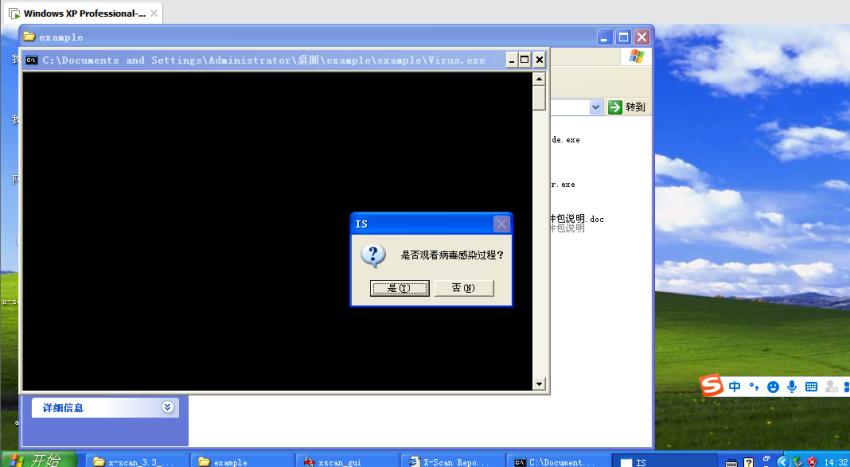 Windows XP Professional-...
example
C:\Documents and Settings\Administrator\桌面\example\example\Virus.exe
转到
de.exe
r.exe
件包说明.doc
件包说明
IS
是否观看病毒感染过程?
是(Y)
否(N)
详细信息
中
开始
x-scan_3.3_...
example
xscan_gui
X-Scan Repo...
C:\Document...
IS
14:32